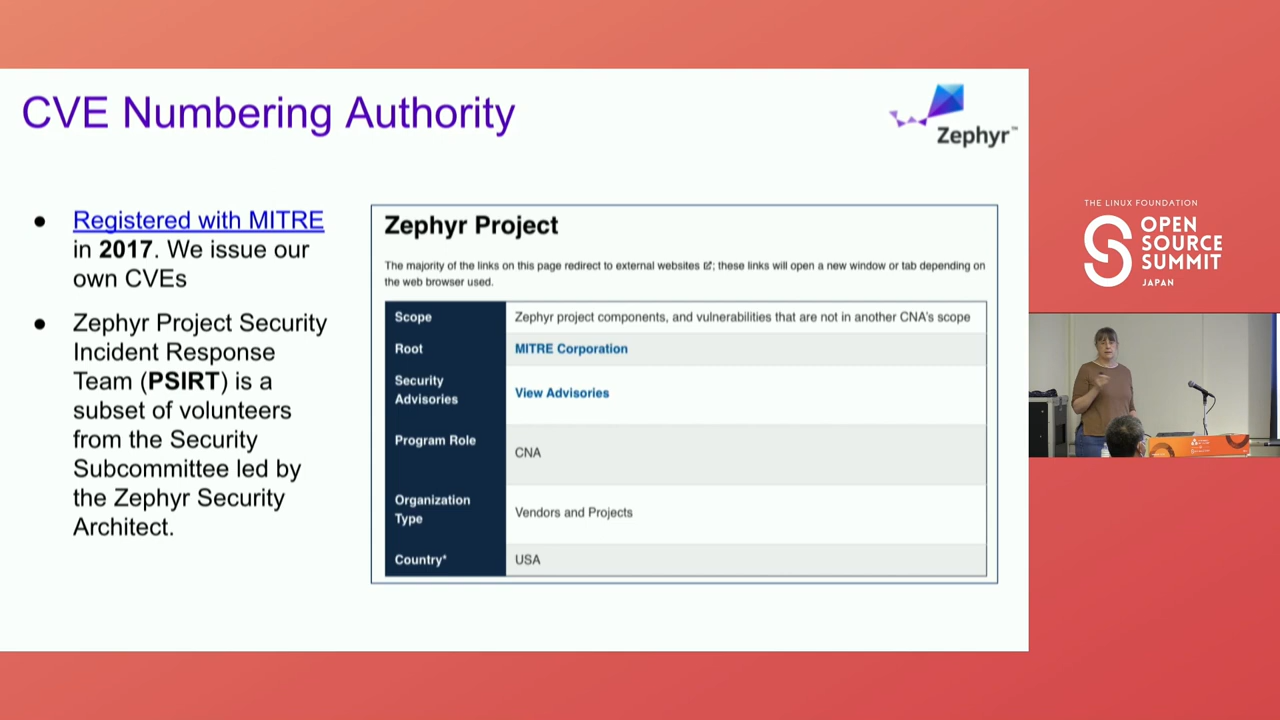 CVE Numbering Authority
Zephyr™
● Registered with MITRE
in 2017. We issue our
own CVEs
● Zephyr Project Security
Incident Response
Team (PSIRT) is a
subset of volunteers
from the Security
Subcommittee led by
the Zephyr Security
Architect.
Zephyr Project
The majority of the links on this page redirect to external websites ; these links will open a new window or tab depending on
the web browser used.
Scope Zephyr project components, and vulnerabilities that are not in another CNA's scope
Root MITRE Corporation
Security
Advisories
View Advisories
Program Role CNA
Organization
Type
Vendors and Projects
Country* USA
THE LINUX FOUNDATION
OPEN
SOURCE
SUMMIT
JAPAN